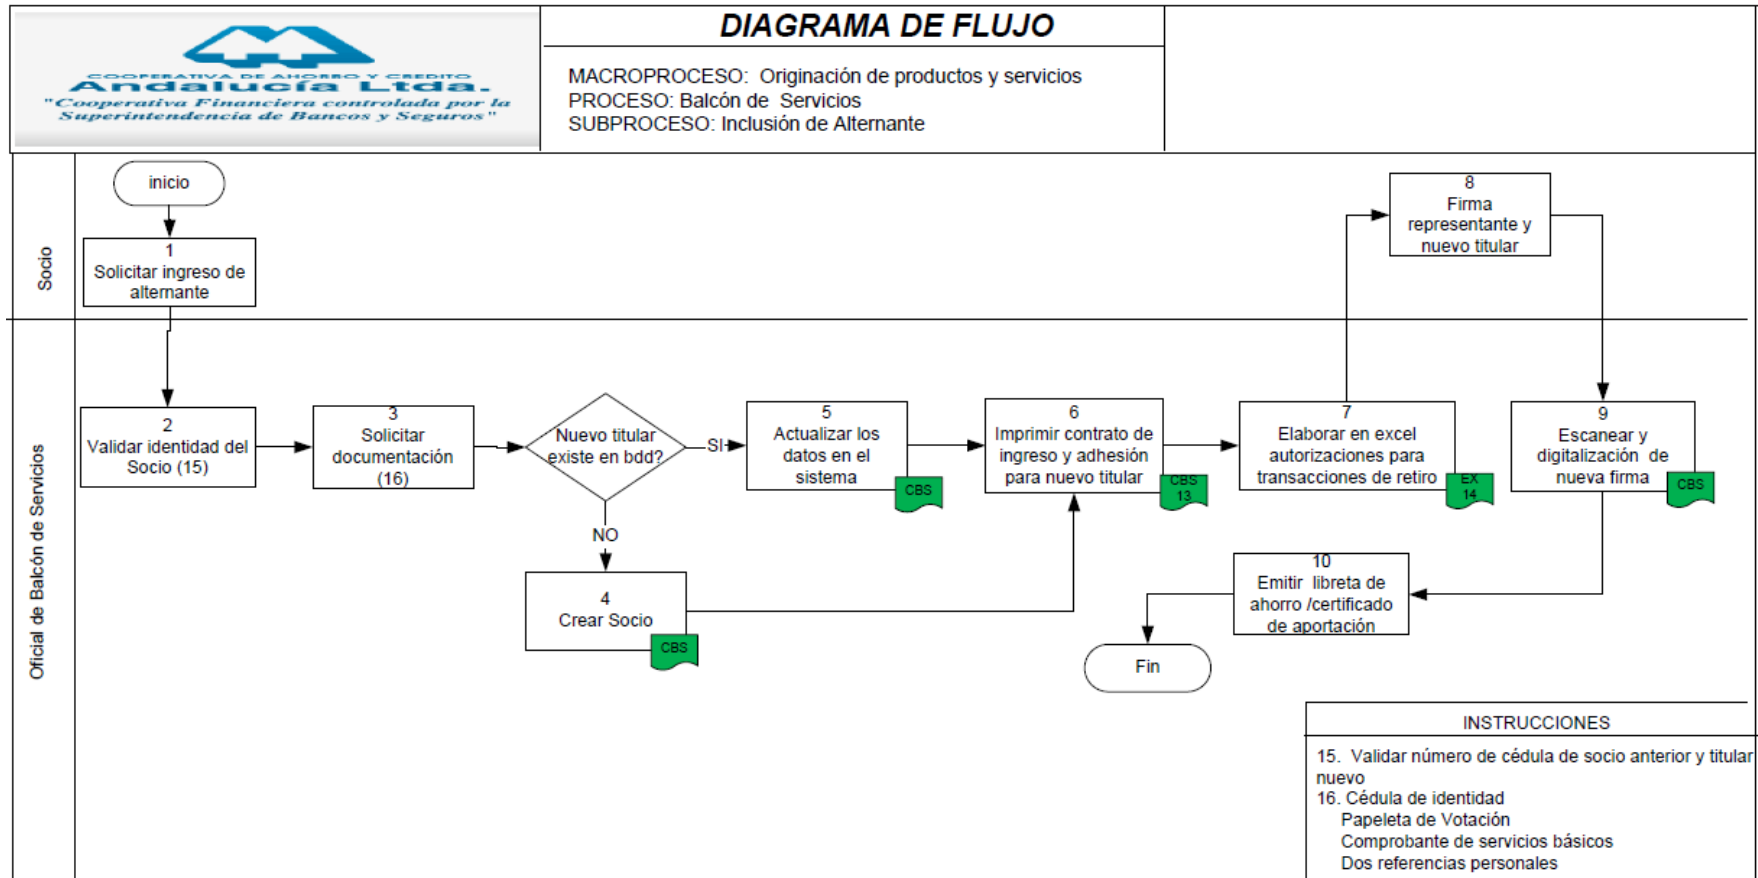 COOPERATIVA DE AHORRO Y CREDITO
Andalucía Ltda.
"Cooperativa Financiera controlada por la
Superintendencia de Bancos y Seguros"
DIAGRAMA DE FLUJO
MACROPROCESO: Originación de productos y servicios
PROCESO: Balcón de Servicios
SUBPROCESO: Inclusión de Alternante
Socio
inicio
1
Solicitar ingreso de
alternante
8
Firma
representante y
nuevo titular
Oficial de Balcón de Servicios
2
Validar identidad del
Socio (15)
3
Solicitar
documentación
(16)
Nuevo titular
existe en bdd?
SI
NO
4
Crear Socio
CBS
5
Actualizar los
datos en el
sistema
CBS
6
Imprimir contrato de
ingreso y adhesión
para nuevo titular
CBS
13
7
Elaborar en excel
autorizaciones para
transacciones de retiro
EX
14
9
Escanear y
digitalización de
nueva firma
CBS
10
Emitir libreta de
ahorro /certificado
de aportación
Fin
INSTRUCCIONES
15. Validar número de cédula de socio anterior y titular
nuevo
16. Cédula de identidad
Papeleta de Votación
Comprobante de servicios básicos
Dos referencias personales